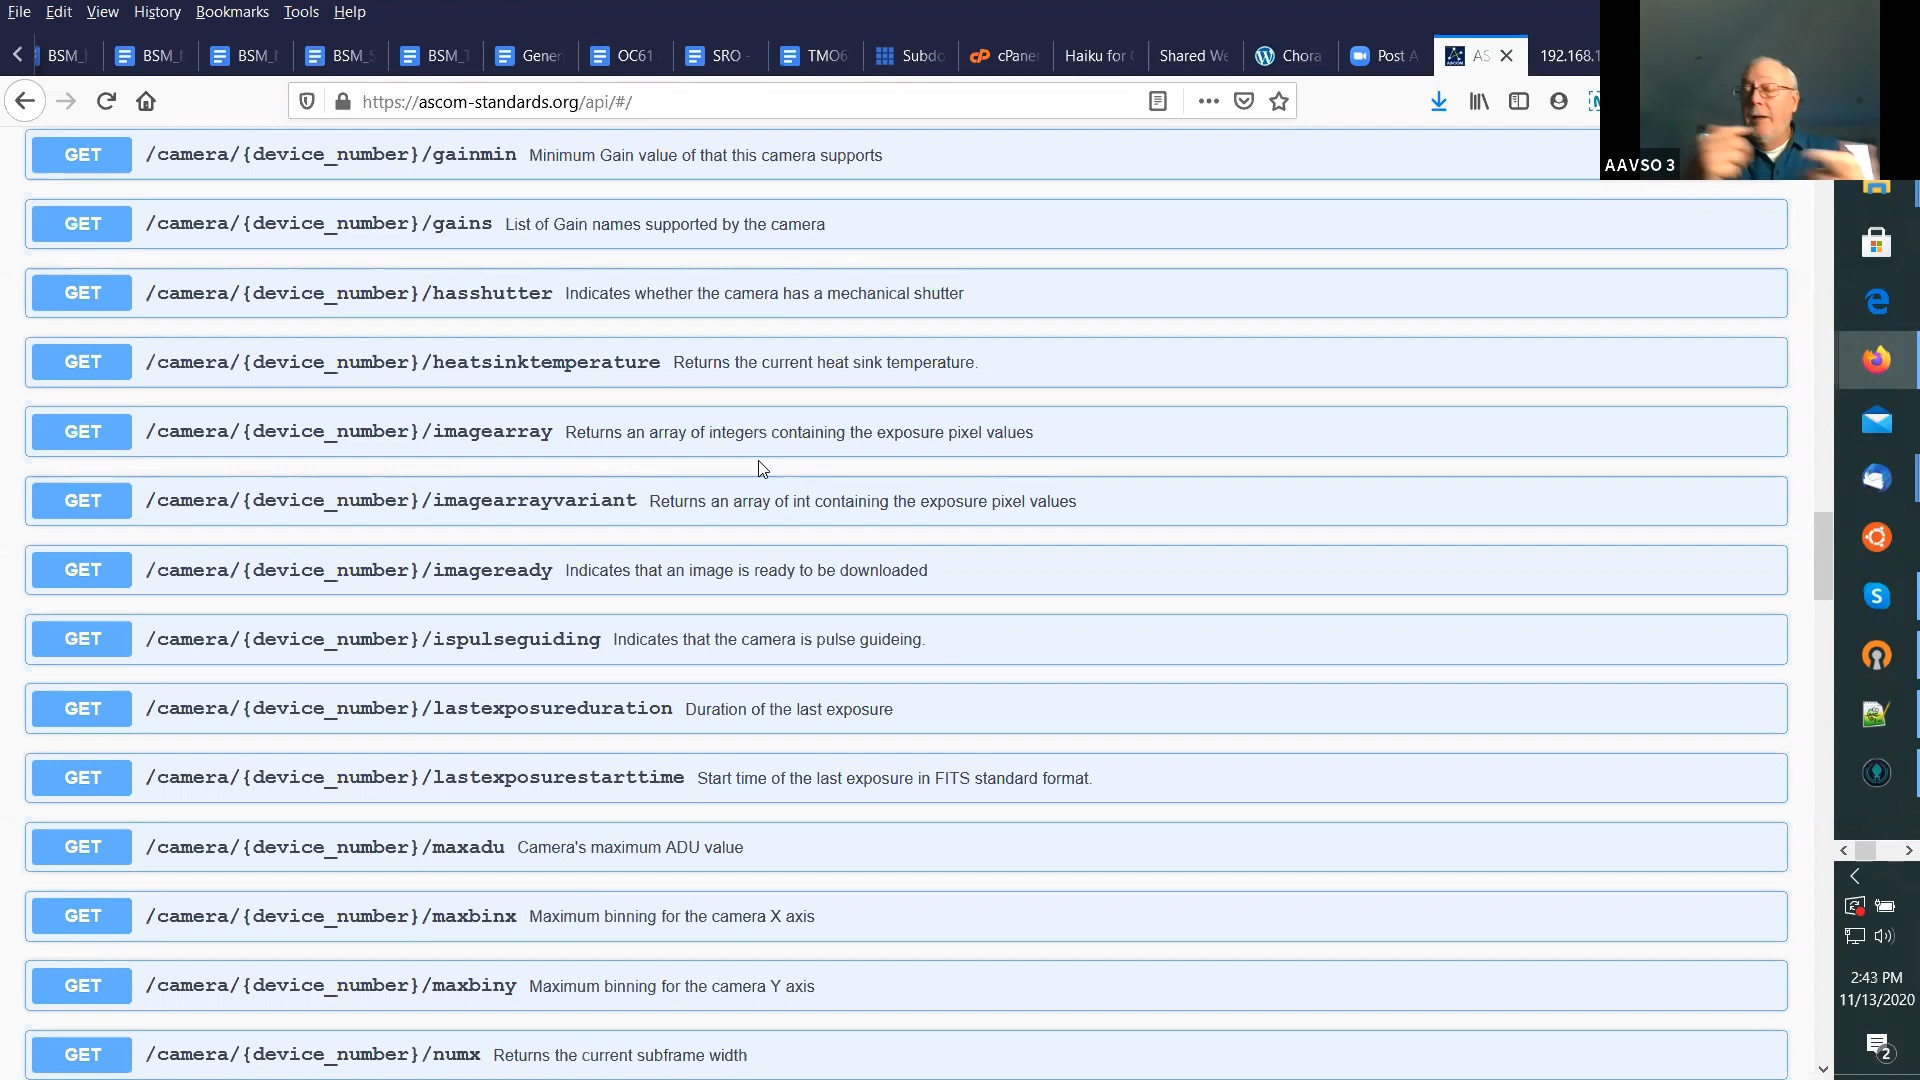 File Edit View History Bookmarks Tools Help
BSM_ BSM_ BSM_ BSM_ BSM_ Gene OC61 SRO - TMO6 Subdo cPane Haiku for Shared We Chora Post A AS 192.168.1
https://ascom-standards.org/api/#/
AAVSO 3
GET /camera/{device_number}/gainmin Minimum Gain value of that this camera supports
GET /camera/{device_number}/gains List of Gain names supported by the camera
GET /camera/{device_number}/hasshutter Indicates whether the camera has a mechanical shutter
GET /camera/{device_number}/heatsinktemperature Returns the current heat sink temperature.
GET /camera/{device_number}/imagearray Returns an array of integers containing the exposure pixel values
GET /camera/{device_number}/imagearrayvariant Returns an array of int containing the exposure pixel values
GET /camera/{device_number}/imageready Indicates that an image is ready to be downloaded
GET /camera/{device_number}/ispulseguiding Indicates that the camera is pulse guideing.
GET /camera/{device_number}/lastexposureduration Duration of the last exposure
GET /camera/{device_number}/lastexposurestarttime Start time of the last exposure in FITS standard format.
GET /camera/{device_number}/maxadu Camera's maximum ADU value
GET /camera/{device_number}/maxbinx Maximum binning for the camera X axis
GET /camera/{device_number}/maxbiny Maximum binning for the camera Y axis
GET /camera/{device_number}/numx Returns the current subframe width
2:43 PM
11/13/2020
2